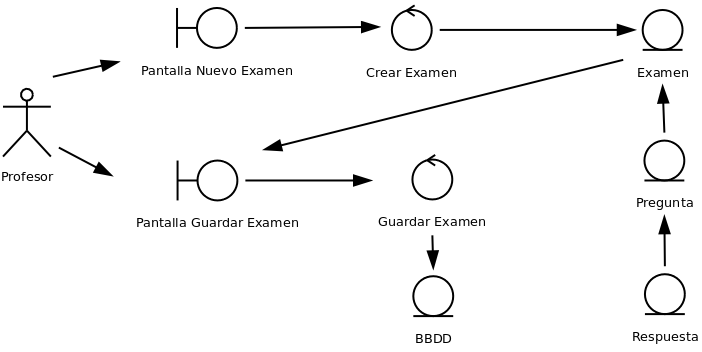 Pantalla Nuevo Examen
Crear Examen
Examen
Profesor
Pantalla Guardar Examen
Guardar Examen
Pregunta
BBDD
Respuesta